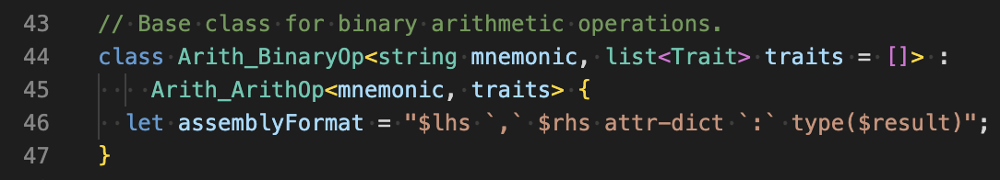 43 // Base class for binary arithmetic operations.
44 class Arith_BinaryOp<string mnemonic, list<Trait> traits = []> :
45     Arith_ArithOp<mnemonic, traits> {
46   let assemblyFormat = "$lhs `,` $rhs attr-dict `:` type($result)";
47 }